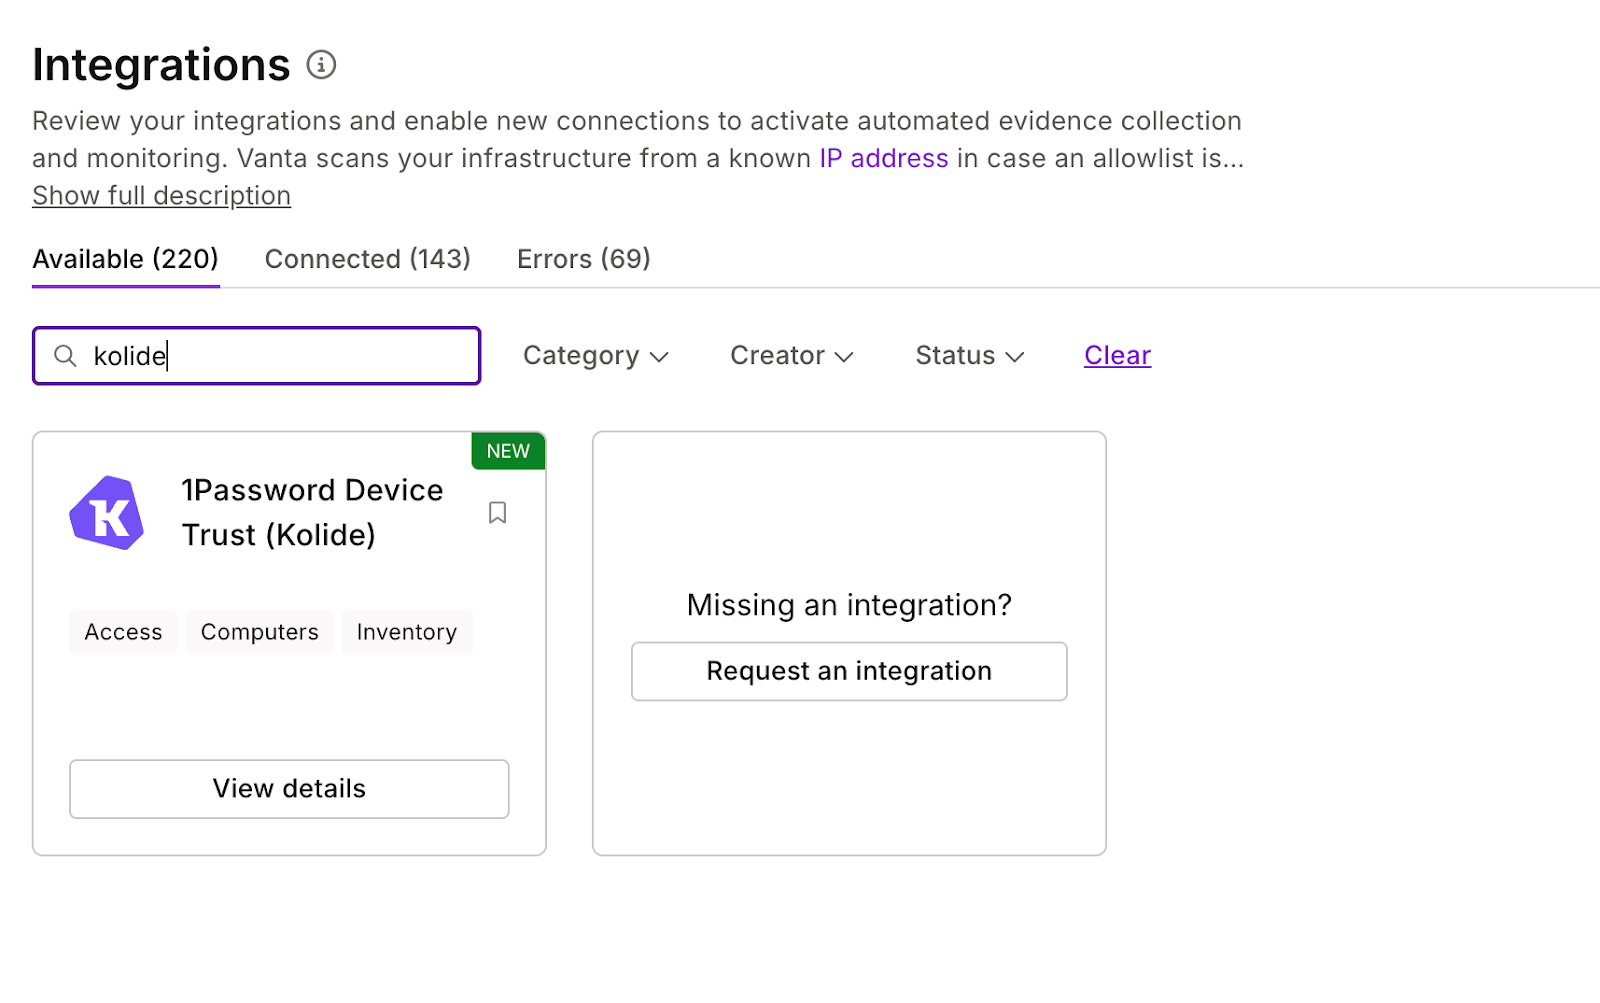 Integrations
Review your integrations and enable new connections to activate automated evidence collection
and monitoring. Vanta scans your infrastructure from a known IP address in case an allowlist is...
Show full description
Available (220) Connected (143) Errors (69)
kolide Category Creator Status Clear
NEW
1Password Device
Trust (Kolide)
K
Access Computers Inventory
View details
Missing an integration?
Request an integration